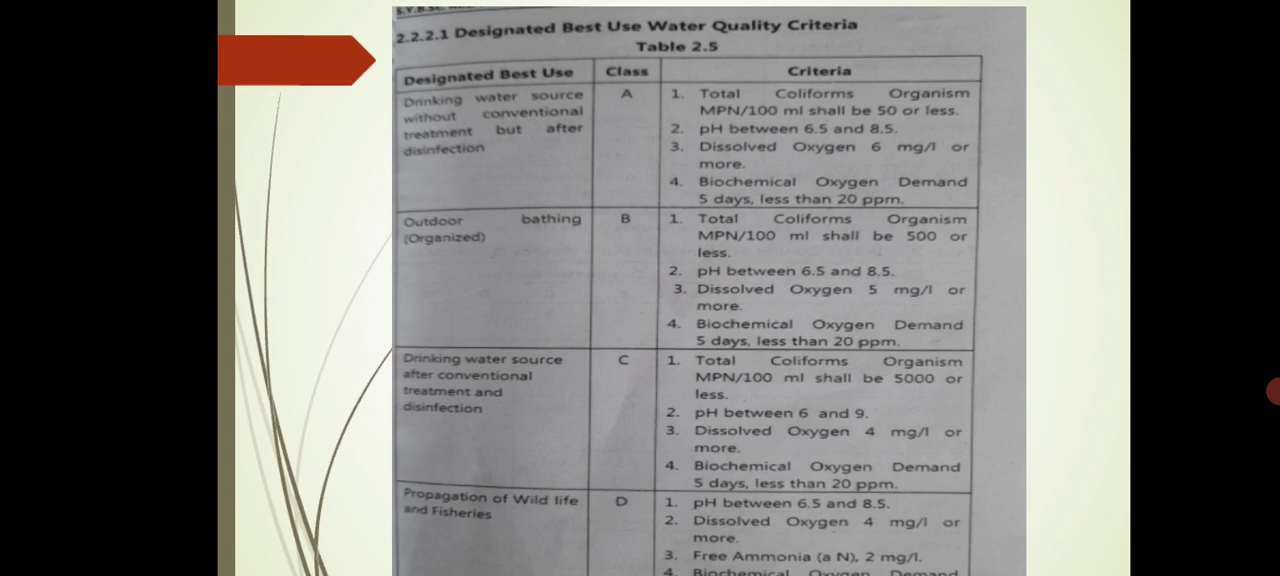 S.Y.B.Sc.
2.2.2.1 Designated Best Use Water Quality Criteria
Table 2.5
Designated Best Use Class Criteria
Drinking water source without conventional treatment but after disinfection
A
1. Total Coliforms Organism
MPN/100 ml shall be 50 or less.
2. pH between 6.5 and 8.5.
3. Dissolved Oxygen 6 mg/l or
more.
4. Biochemical Oxygen Demand
5 days, less than 20 ppm.
Outdoor bathing
(Organized)
B
1. Total Coliforms Organism
MPN/100 ml shall be 500 or
less.
2. pH between 6.5 and 8.5.
3. Dissolved Oxygen 5 mg/l or
more.
4. Biochemical Oxygen Demand
5 days, less than 20 ppm.
Drinking water source
after conventional
treatment and
disinfection
C
1. Total Coliforms Organism
MPN/100 ml shall be 5000 or
less.
2. pH between 6 and 9.
3. Dissolved Oxygen 4 mg/l or
more.
4. Biochemical Oxygen Demand
5 days, less than 20 ppm.
Propagation of Wild life
and Fisheries
D
1. pH between 6.5 and 8.5.
2. Dissolved Oxygen 4 mg/l or
more.
3. Free Ammonia (a N), 2 mg/l.
4. Biochemical Oxygen Demand